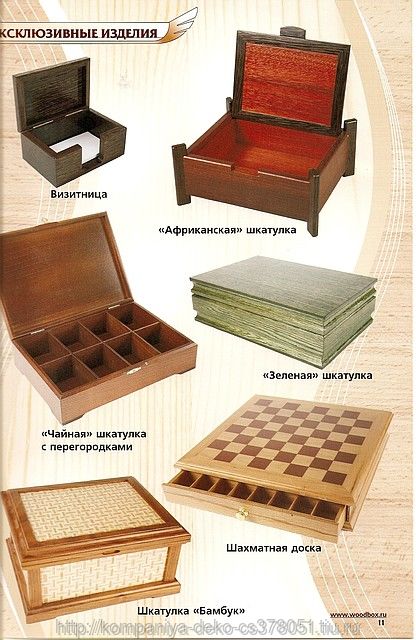 КСКЛЮЗИВНЫЕ ИЗДЕЛИЯ
Визитница
«Африканская» шкатулка
«Зеленая» шкатулка
«Чайная» шкатулка
с перегородками
Шахматная доска
Шкатулка «Бамбук»
www.woodbox.ru
11
http://kompaniya-deko-cs378051.tiu.ru